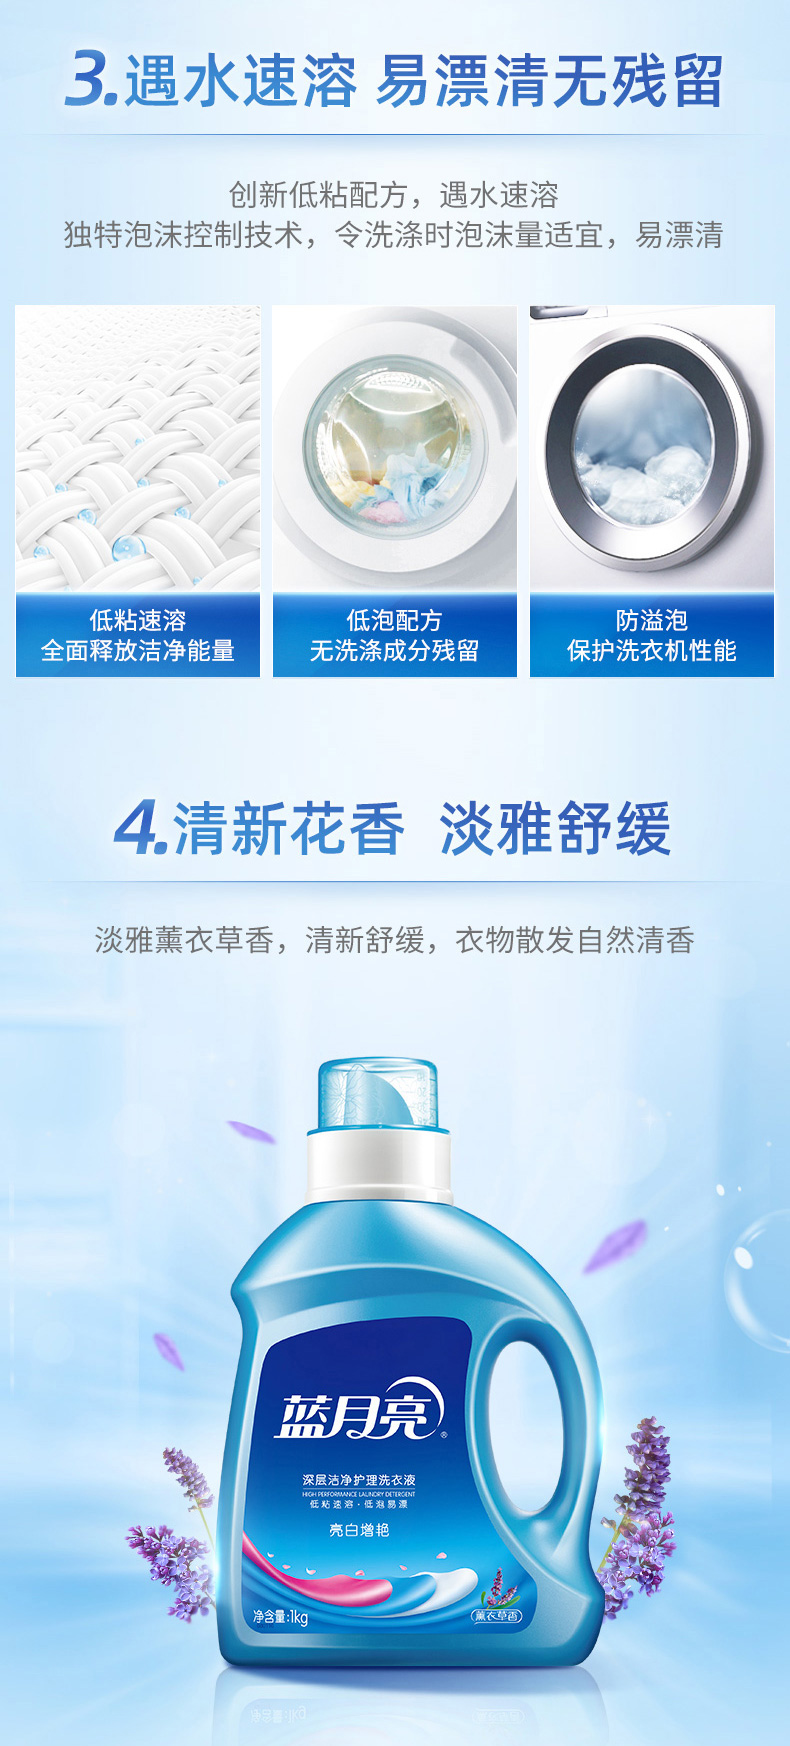 3.遇水速溶 易漂清无残留
创新低粘配方，遇水速溶
独特泡沫控制技术，令洗涤时泡沫量适宜，易漂清
低粘速溶
全面释放洁净能量
低泡配方
无洗涤成分残留
防溢泡
保护洗衣机性能
4.清新花香 淡雅舒缓
淡雅薰衣草香，清新舒缓，衣物散发自然清香
蓝月亮®
深层洁净护理洗衣液
HIGH PERFORMANCE LAUNDRY DETERGENT
低粘速溶·低泡易漂
亮白增艳
净含量:1kg
薰衣草香